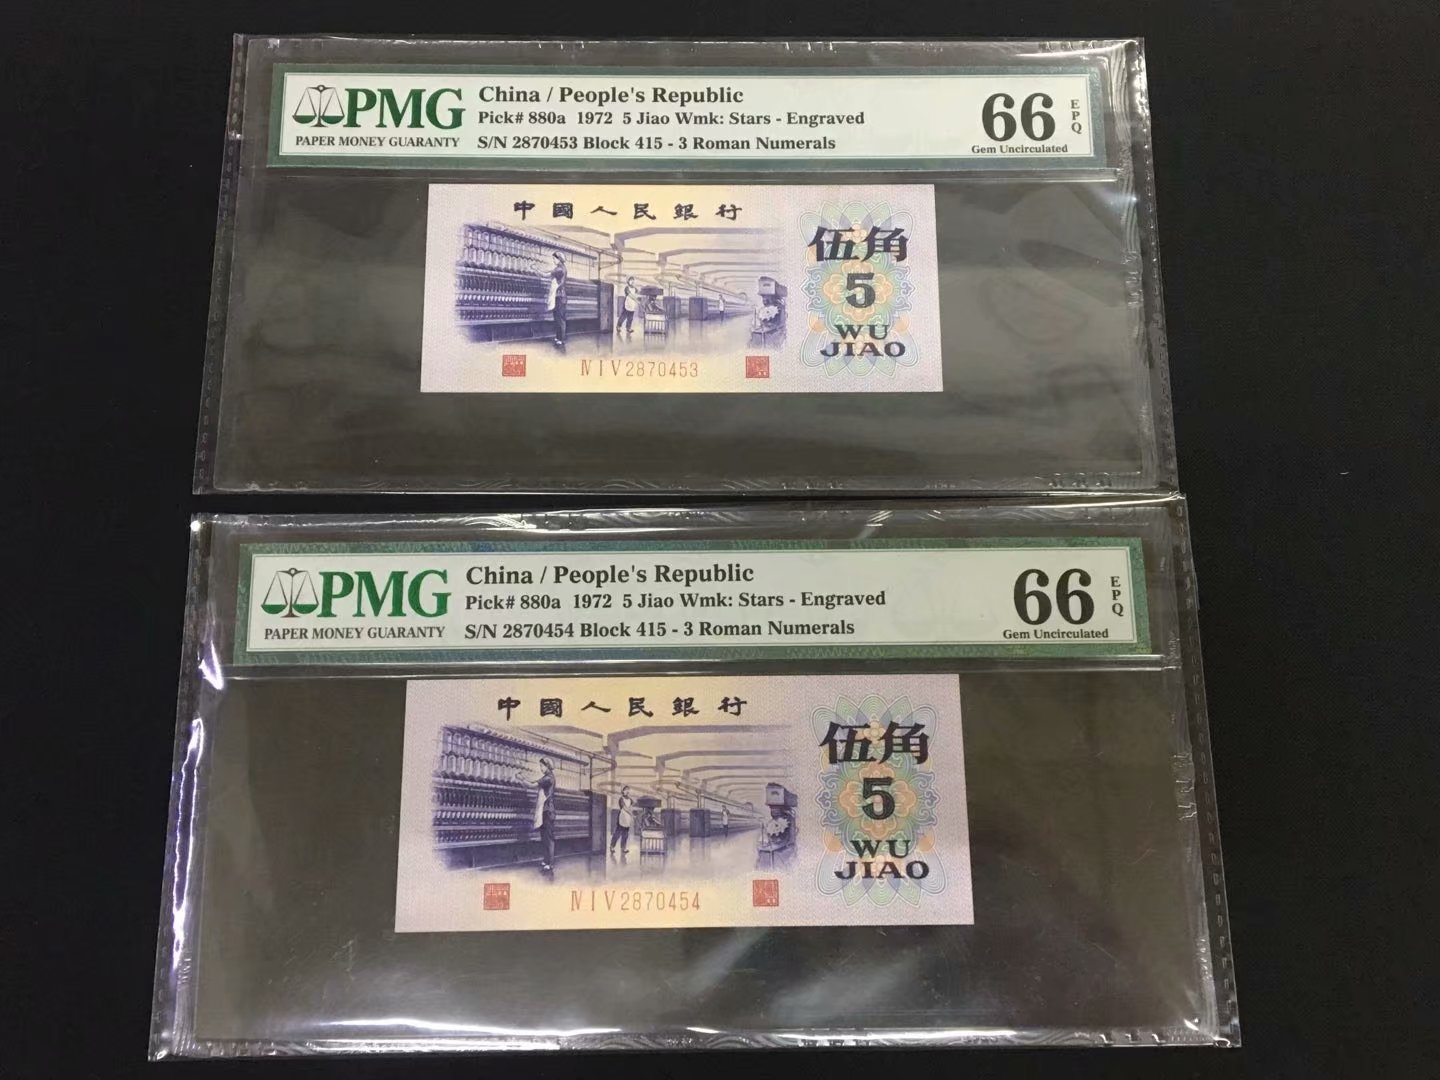 PMG
PAPER MONEY GUARANTY
China / People's Republic
Pick# 880a 1972 5 Jiao Wmk: Stars - Engraved
S/N 2870453 Block 415 - 3 Roman Numerals
66 EPQ
Gem Uncirculated
中國人民銀行
伍角
5
WU
JIAO
Ⅳ Ⅰ Ⅴ 2870453
PMG
PAPER MONEY GUARANTY
China / People's Republic
Pick# 880a 1972 5 Jiao Wmk: Stars - Engraved
S/N 2870454 Block 415 - 3 Roman Numerals
66 EPQ
Gem Uncirculated
中國人民銀行
伍角
5
WU
JIAO
Ⅳ Ⅰ Ⅴ 2870454